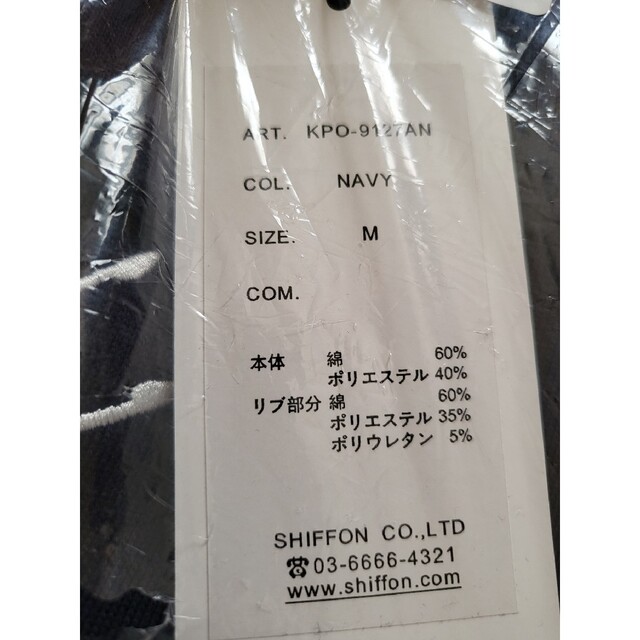 ART. KPO-9127AN
COL. NAVY
SIZE. M
COM.
本体 綿 60%
ポリエステル 40%
リブ部分 綿 60%
ポリエステル 35%
ポリウレタン 5%
SHIFFON CO.,LTD
☎03-6666-4321
www.shiffon.com